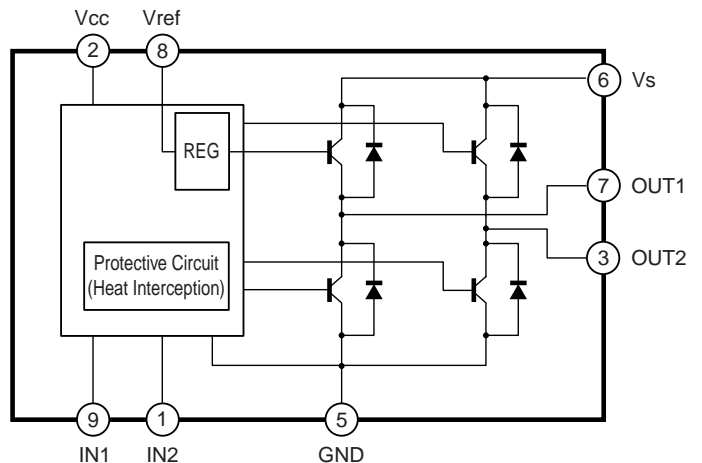 Vcc
Vref
2
8
6
Vs
REG
7
OUT1
3
OUT2
Protective Circuit
(Heat Interception)
9
1
5
IN1
IN2
GND